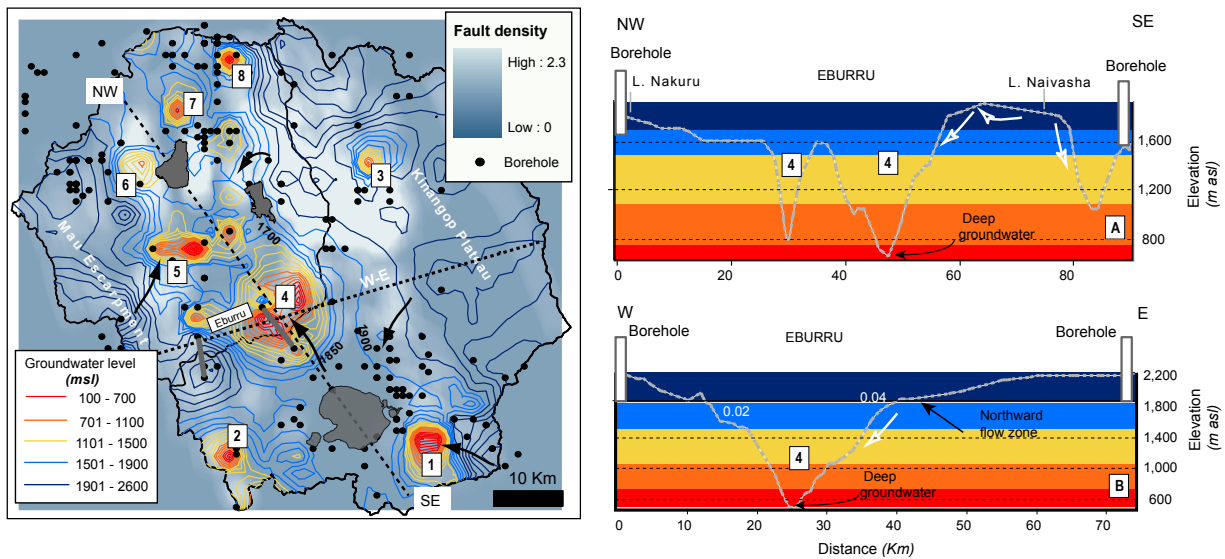 Fault density
High : 2.3
Low : 0
Borehole
NW
8
7
3
6
Kinangop Plattau
1700
Mau Escarpment
5
W-E
4
Eburru
1850
1900
2
1
10 Km
SE
Groundwater level
(msl)
100 - 700
701 - 1100
1101 - 1500
1501 - 1900
1901 - 2600
NW
SE
Borehole
EBURRU
Borehole
L. Nakuru
L. Naivasha
1,600
4
4
1,200
Elevation
(m asl)
Deep
groundwater
A
800
0
20
40
60
80
W
E
Borehole
EBURRU
Borehole
2,200
0.02
0.04
1,800
Northward
flow zone
1,400
Elevation
(m asl)
4
1,000
Deep
groundwater
B
600
0
10
20
30
40
50
60
70
Distance (Km)